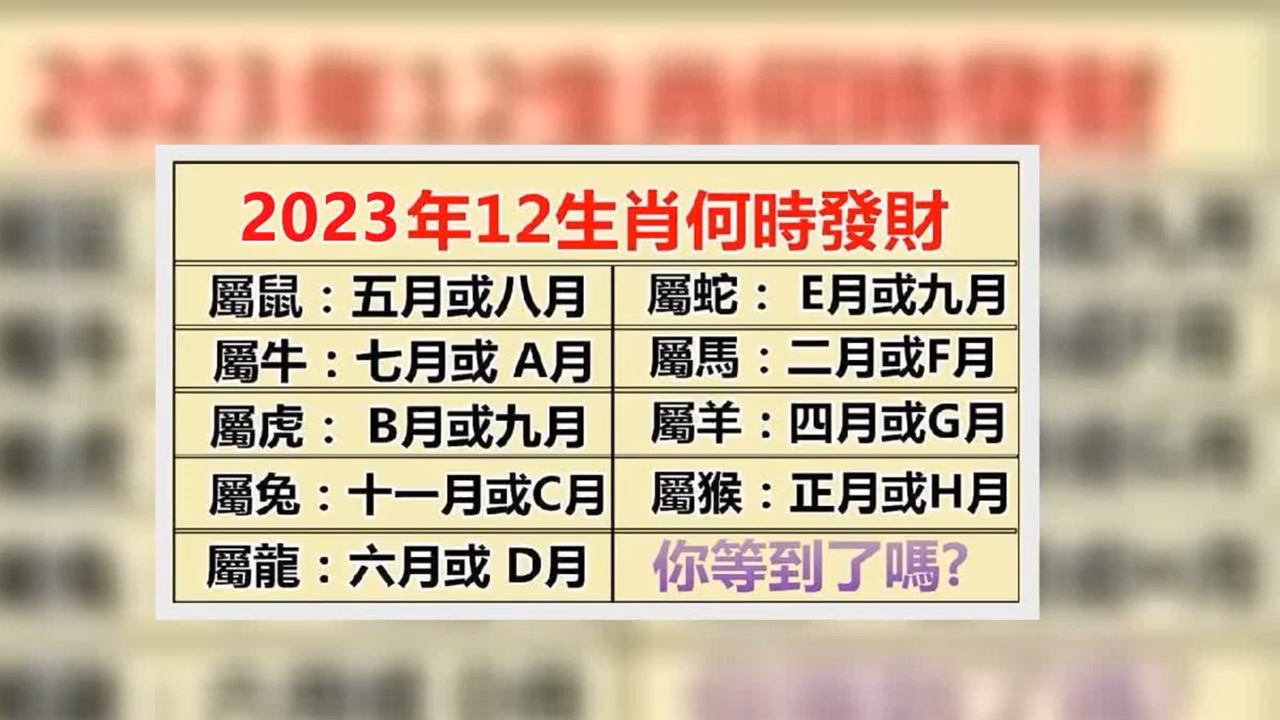 2023年12生肖何時發財
屬鼠：五月或八月
屬蛇： E月或九月
屬牛：七月或 A月
屬馬：二月或F月
屬虎： B月或九月
屬羊：四月或G月
屬兔：十一月或C月
屬猴：正月或H月
屬龍：六月或 D月
你等到了嗎?